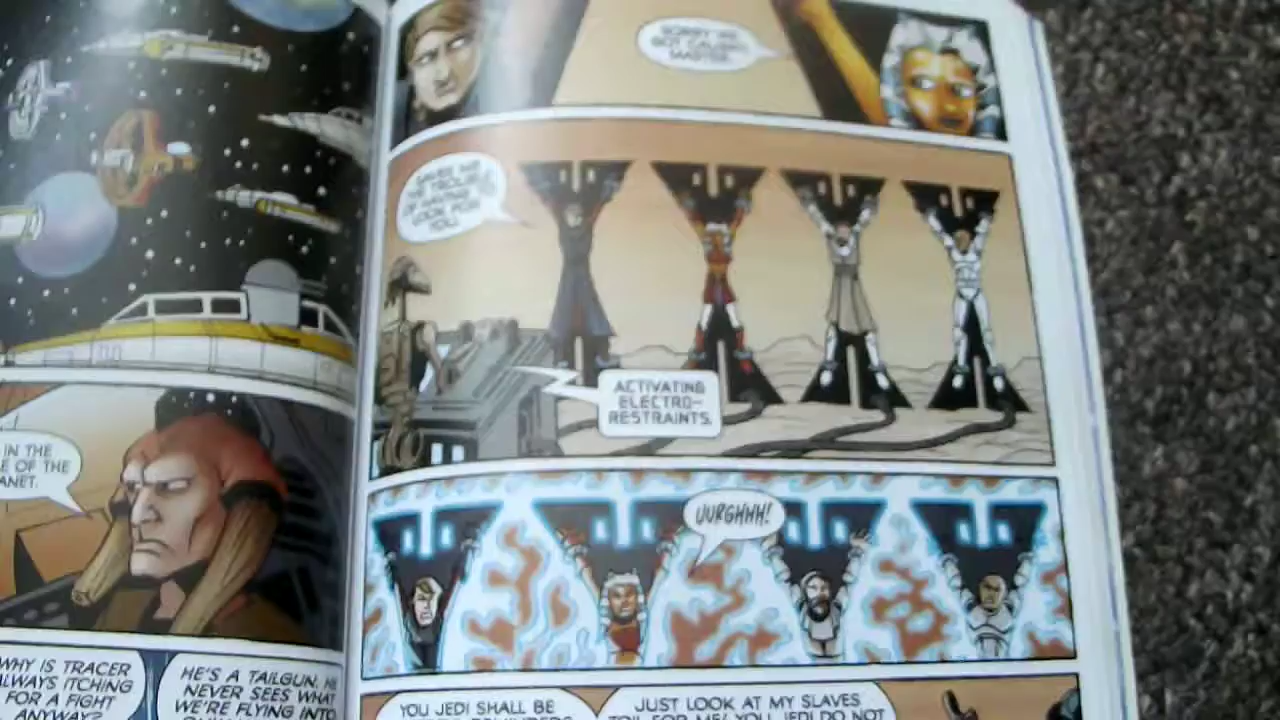 IN THE
E OF THE
ANET.
WHY IS TRACER
ALWAYS ITCHING
FOR A FIGHT
ANYWAY?
HE'S A TAILGUN. HE
NEVER SEES WHAT
WE'RE FLYING INTO
SORRY WE
GOT CAUGHT,
MASTER.
SAVES ME
THE TROUBLE
OF HAVING TO
LOOK FOR
YOU.
ACTIVATING
ELECTRO-
RESTRAINTS.
UURGHHH!
YOU JEDI SHALL BE
JUST LOOK AT MY SLAVES
TOIL FOR ME! YOU JEDI DO NOT